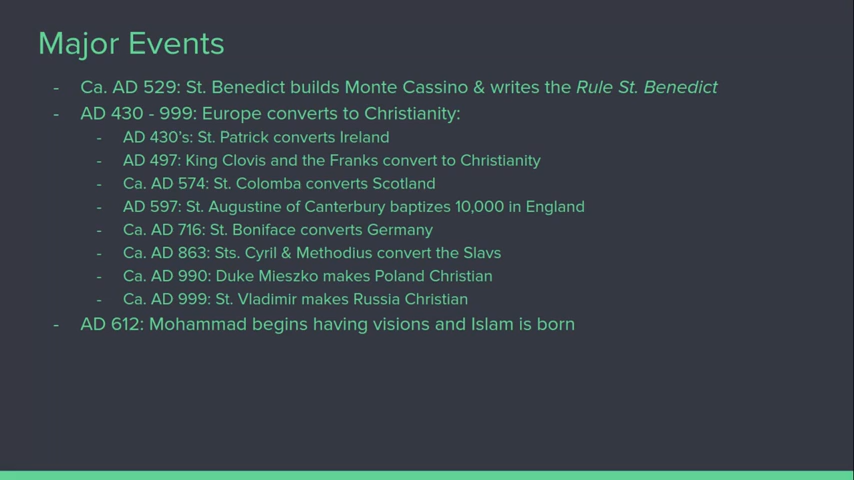 Major Events
- Ca. AD 529: St. Benedict builds Monte Cassino & writes the Rule St. Benedict
- AD 430 - 999: Europe converts to Christianity:
- AD 430's: St. Patrick converts Ireland
- AD 497: King Clovis and the Franks convert to Christianity
- Ca. AD 574: St. Colomba converts Scotland
- AD 597: St. Augustine of Canterbury baptizes 10,000 in England
- Ca. AD 716: St. Boniface converts Germany
- Ca. AD 863: Sts. Cyril & Methodius convert the Slavs
- Ca. AD 990: Duke Mieszko makes Poland Christian
- Ca. AD 999: St. Vladimir makes Russia Christian
- AD 612: Mohammad begins having visions and Islam is born